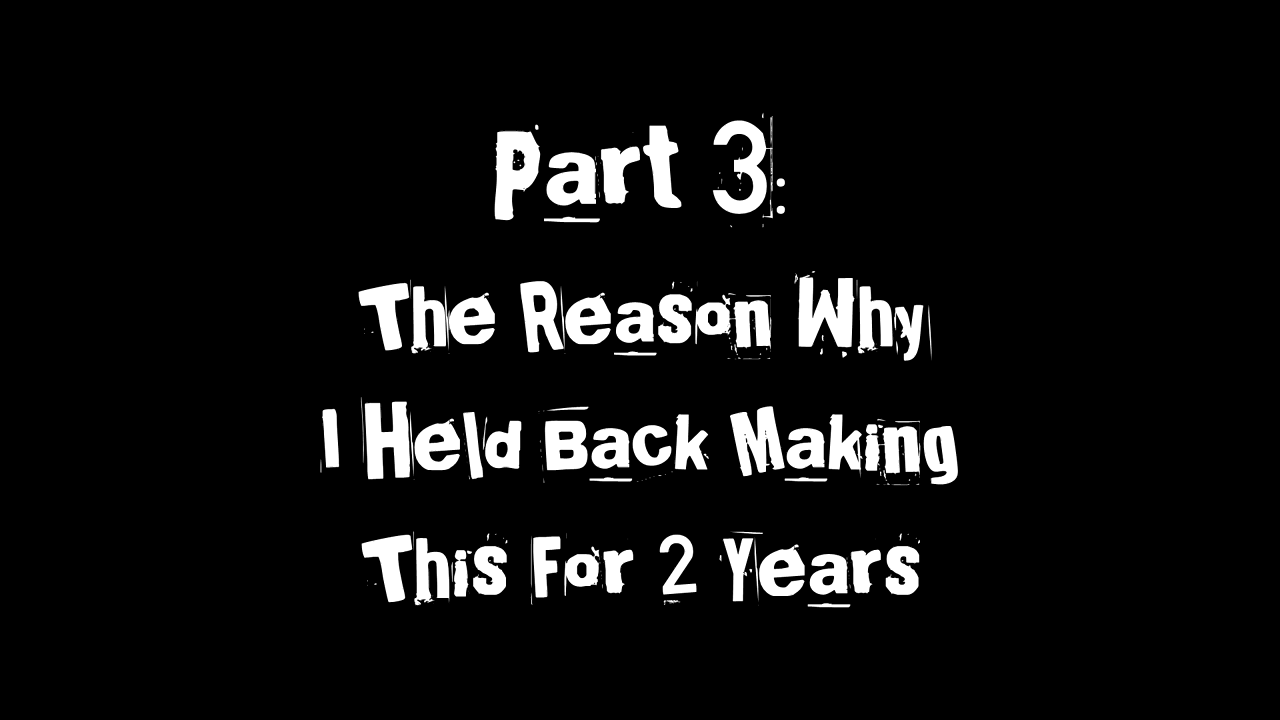 Part 3:
The Reason Why
I Held Back Making
This For 2 Years